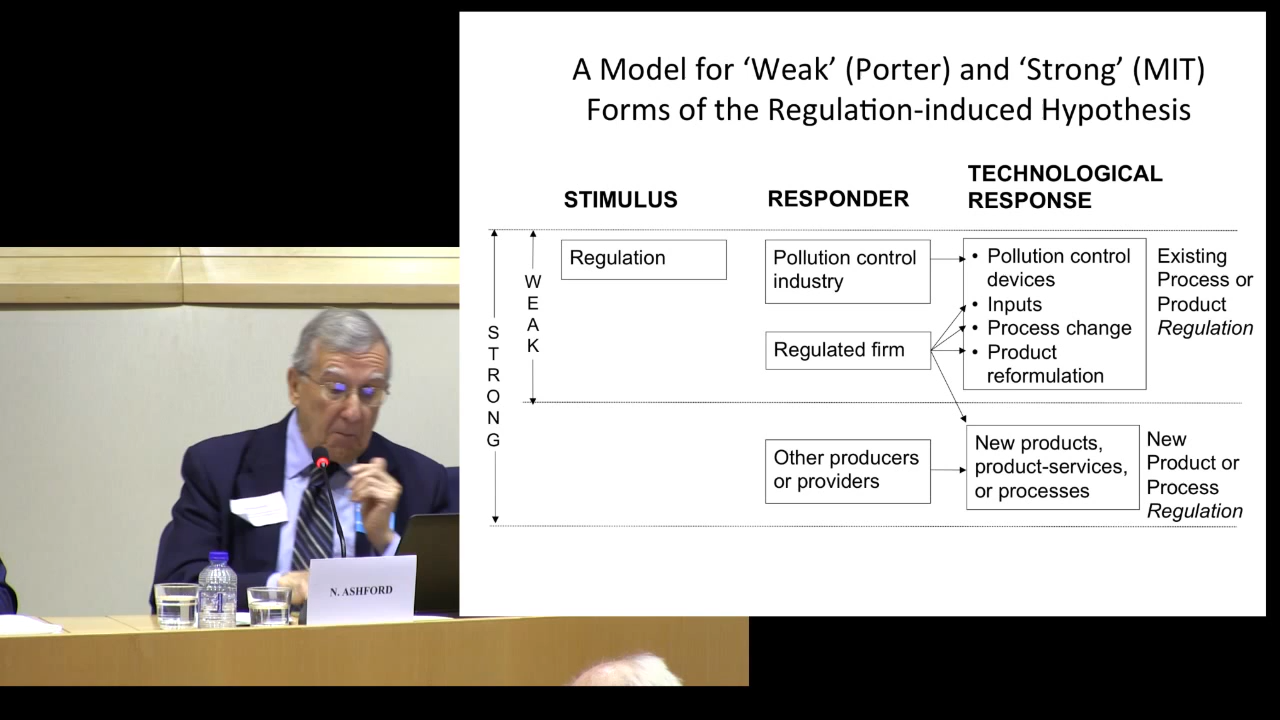 A Model for ‘Weak’ (Porter) and ‘Strong’ (MIT)
Forms of the Regulation-induced Hypothesis
STIMULUS
RESPONDER
TECHNOLOGICAL
RESPONSE
STRONG
WEAK
Regulation
Pollution control
industry
Regulated firm
• Pollution control
devices
• Inputs
• Process change
• Product
reformulation
Existing
Process or
Product
Regulation
Other producers
or providers
New products,
product-services,
or processes
New
Product or
Process
Regulation
N. ASHFORD